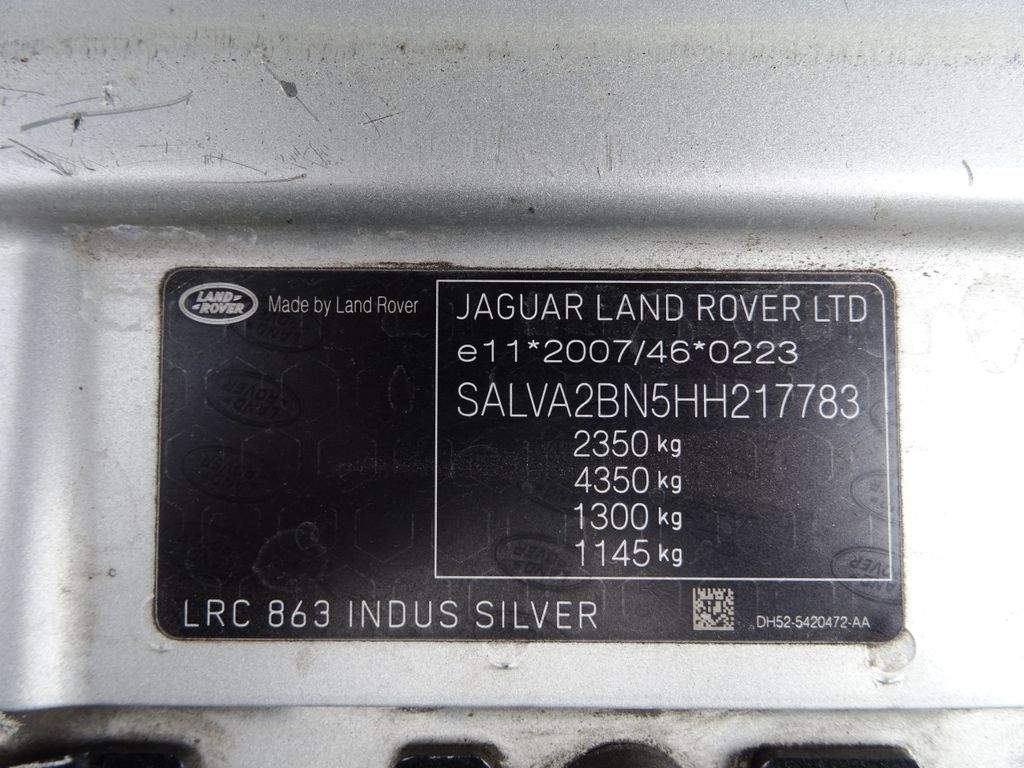 LAND ROVER
Made by Land Rover
JAGUAR LAND ROVER LTD
e11*2007/46*0223
SALVA2BN5HH217783
2350 kg
4350 kg
1300 kg
1145 kg
LRC 863 INDUS SILVER
DH52-5420472-AA